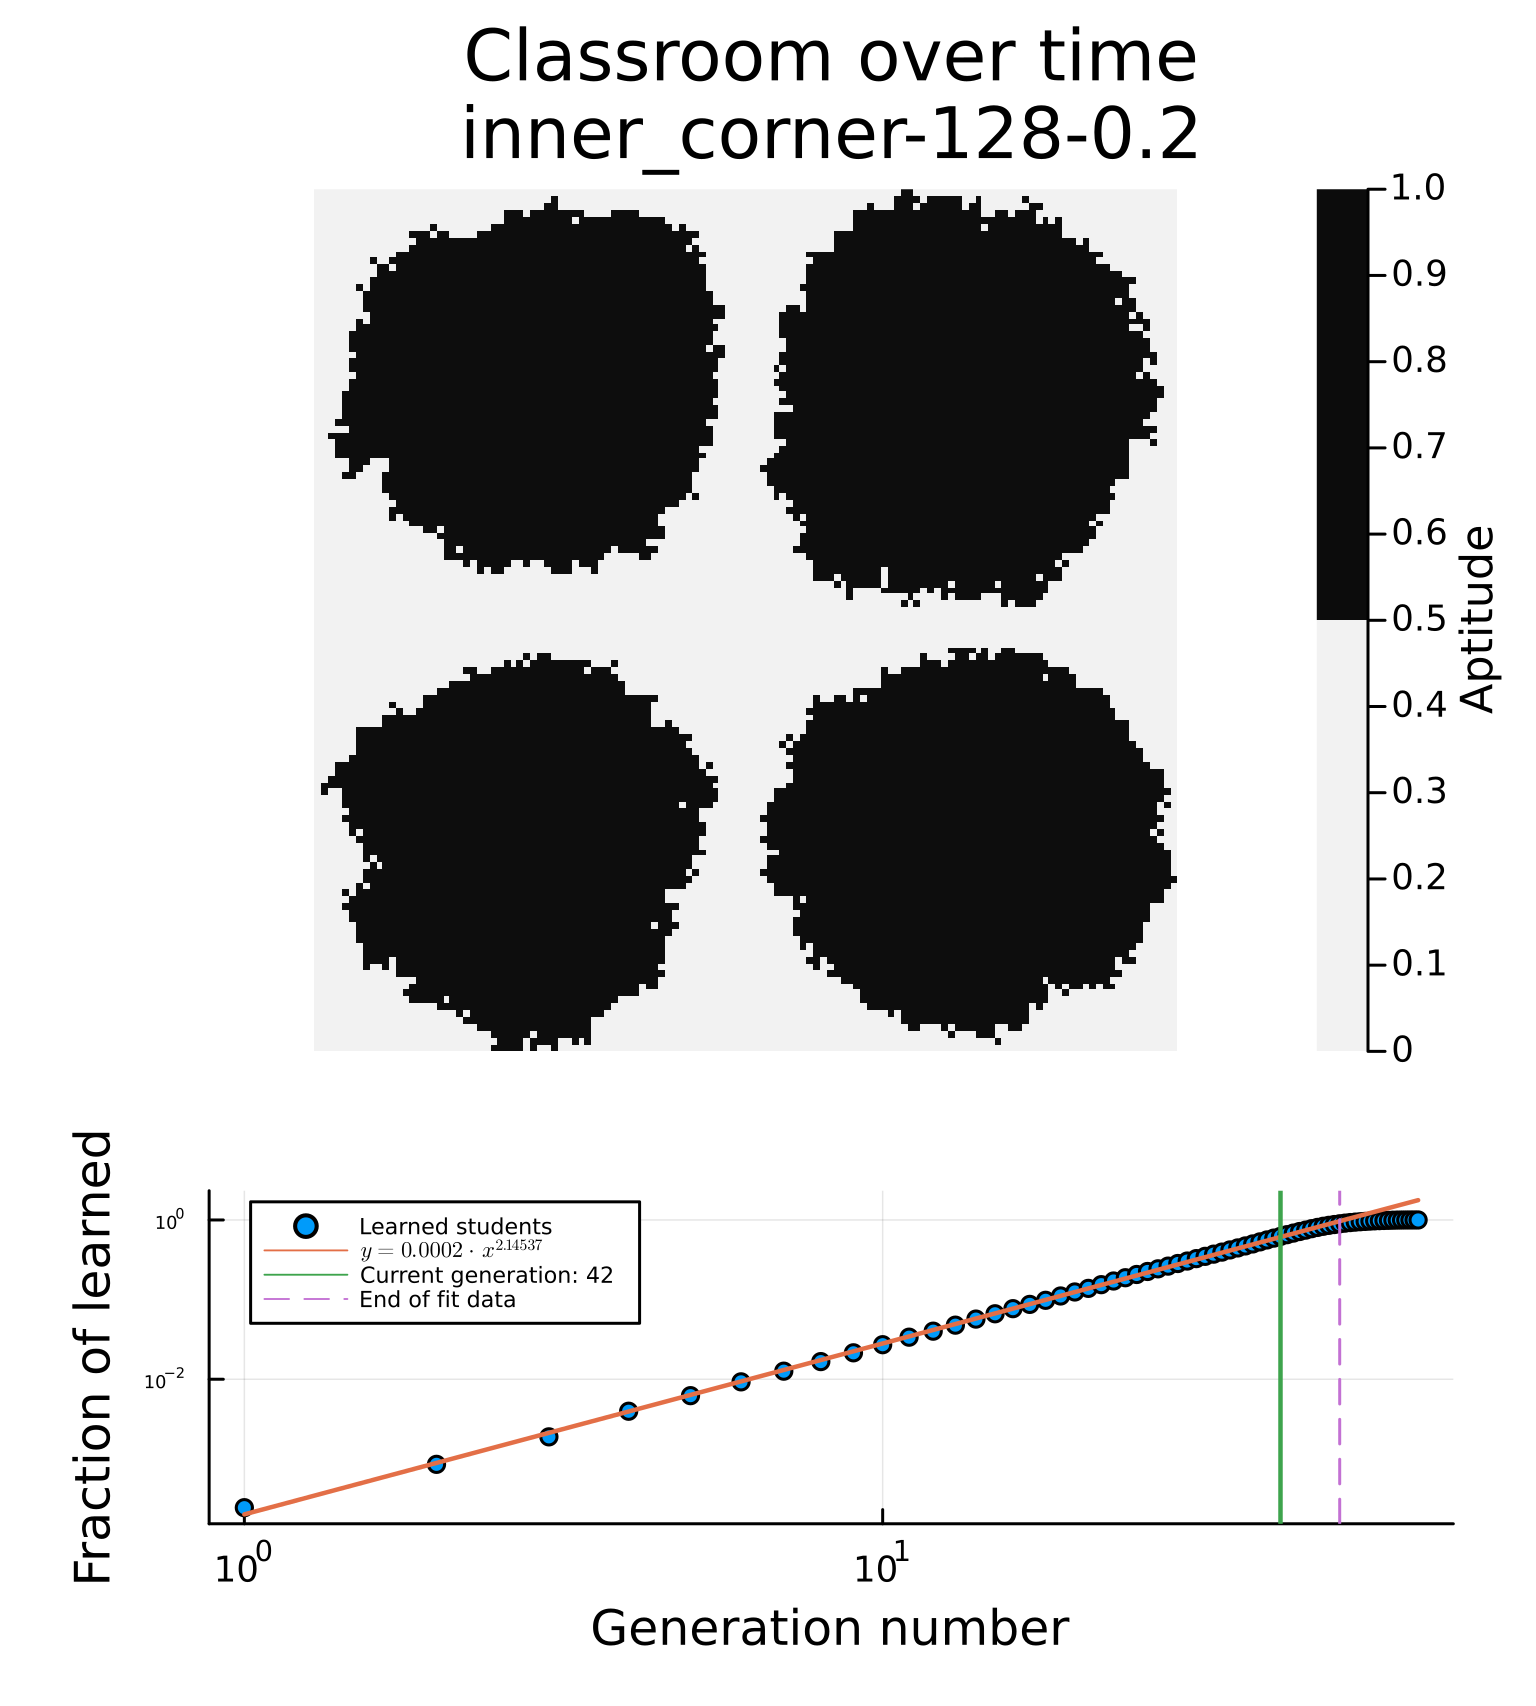 Classroom over time
inner_corner-128-0.2
1.0
0.9
0.8
0.7
0.6
0.5
0.4
0.3
0.2
0.1
0
Aptitude
Fraction of learned
10^0
10^-2
Learned students
y = 0.0002 · x^2.14537
Current generation: 42
End of fit data
10^0
10^1
Generation number